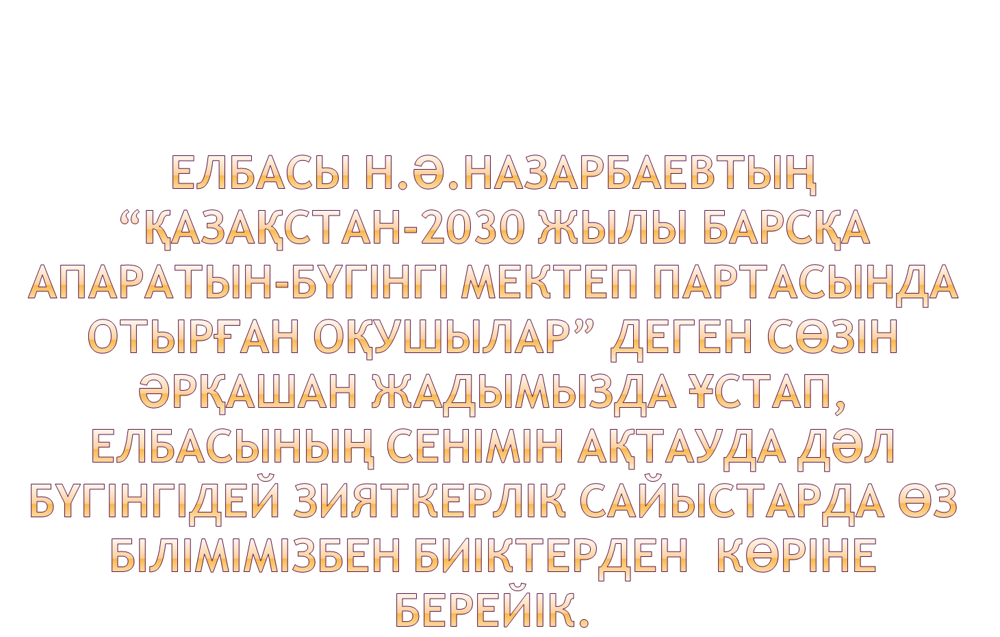 ЕЛБАСЫ Н.Ә.НАЗАРБАЕВТЫҢ
“ҚАЗАҚСТАН-2030 ЖЫЛЫ БАРСҚА
АПАРАТЫН-БҮГІНГІ МЕКТЕП ПАРТАСЫНДА
ОТЫРҒАН ОҚУШЫЛАР” ДЕГЕН СӨЗІН
ӘРҚАШАН ЖАДЫМЫЗДА ҰСТАП,
ЕЛБАСЫНЫҢ СЕНІМІН АҚТАУДА ДӘЛ
БҮГІНГІДЕЙ ЗИЯТКЕРЛІК САЙЫСТАРДА ӨЗ
БІЛІМІМІЗБЕН БИІКТЕРДЕН  КӨРІНЕ
БЕРЕЙІК.